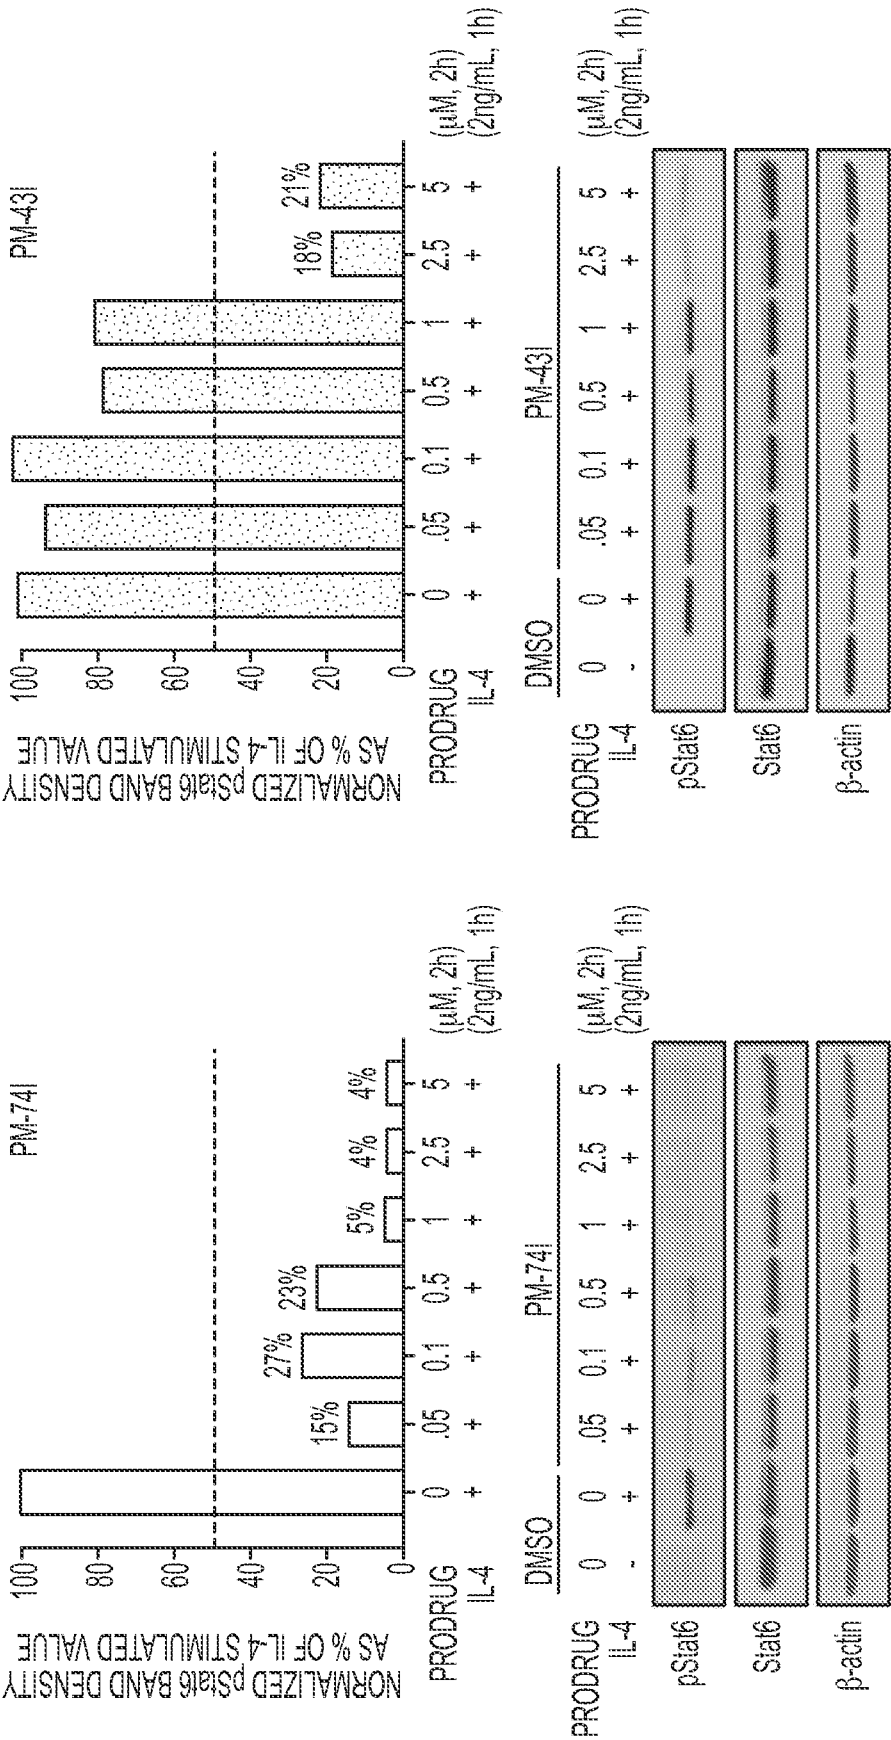 PM-74I
NORMALIZED pStat6 BAND DENSITY
AS % OF IL-4 STIMULATED VALUE
100
80
60
40
20
0
15%
27%
23%
5%
4%
4%
PRODRUG 0 .05 0.1 0.5 1 2.5 5 (μM, 2h)
IL-4 + + + + + + + (2ng/mL, 1h)
DMSO PM-74I
PRODRUG 0 0 .05 0.1 0.5 1 2.5 5 (μM, 2h)
IL-4 - + + + + + + + (2ng/mL, 1h)
pStat6
Stat6
β-actin
PM-43I
NORMALIZED pStat6 BAND DENSITY
AS % OF IL-4 STIMULATED VALUE
100
80
60
40
20
0
18%
21%
PRODRUG 0 .05 0.1 0.5 1 2.5 5 (μM, 2h)
IL-4 + + + + + + + (2ng/mL, 1h)
DMSO PM-43I
PRODRUG 0 0 .05 0.1 0.5 1 2.5 5 (μM, 2h)
IL-4 - + + + + + + + (2ng/mL, 1h)
pStat6
Stat6
β-actin